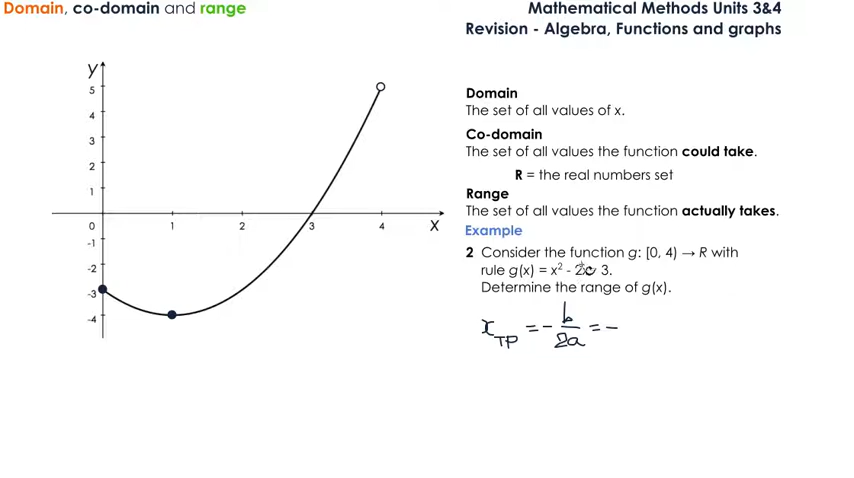 Domain, co-domain and range
Mathematical Methods Units 3&4
Revision - Algebra, Functions and graphs
y
5
4
3
2
1
0
1
2
3
4
x
-1
-2
-3
-4
Domain
The set of all values of x.
Co-domain
The set of all values the function could take.
R = the real numbers set
Range
The set of all values the function actually takes.
Example
2 Consider the function g: [0, 4) → R with
rule g(x) = x² - 2x 3.
Determine the range of g(x).
x_TP = - b/2a = -